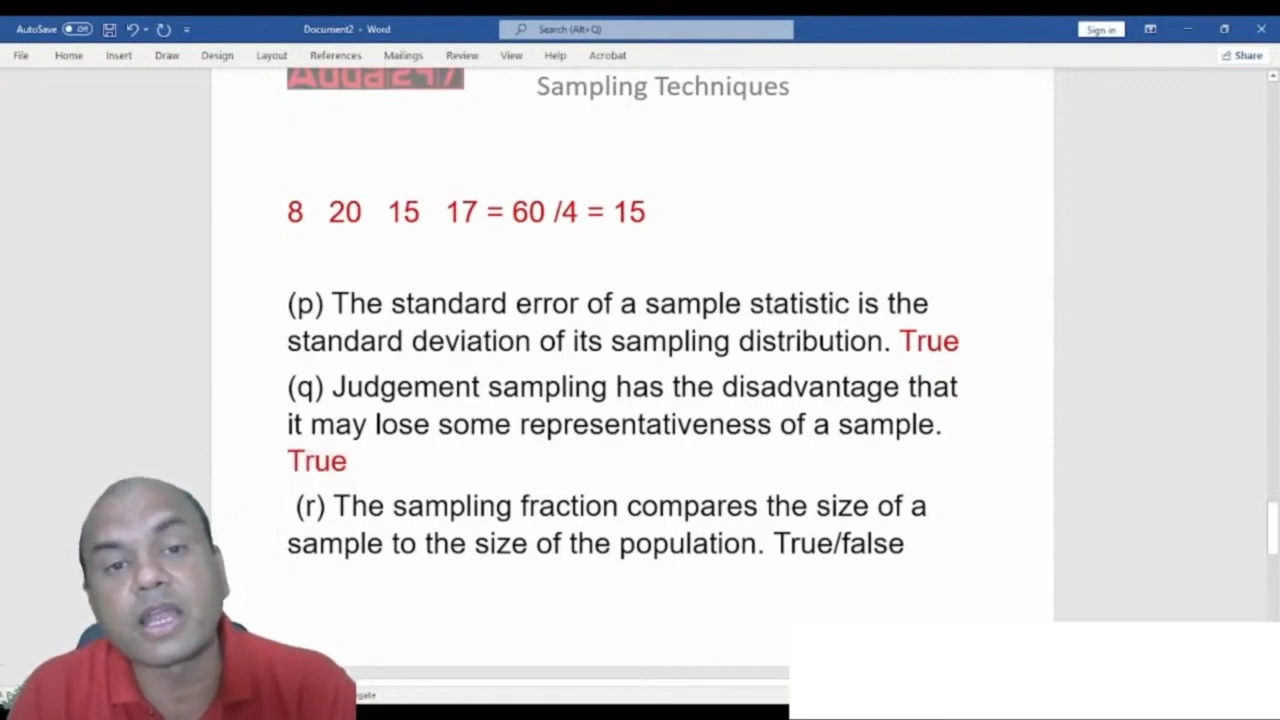 AutoSave Off Document2 - Word Search (Alt+Q) Sign in
File Home Insert Draw Design Layout References Mailings Review View Help Acrobat Share
Adda247
Sampling Techniques
8 20 15 17 = 60 /4 = 15
(p) The standard error of a sample statistic is the
standard deviation of its sampling distribution. True
(q) Judgement sampling has the disadvantage that
it may lose some representativeness of a sample.
True
(r) The sampling fraction compares the size of a
sample to the size of the population. True/false